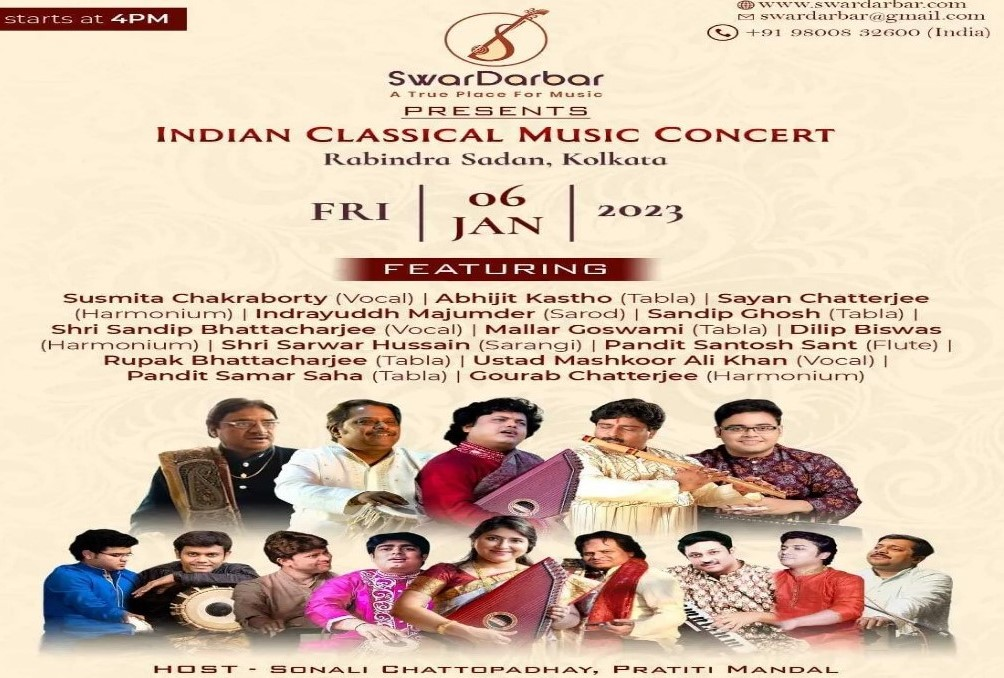 starts at 4PM
www.swardarbar.com
swardarbar@gmail.com
+91 98008 32600 (India)
SwarDarbar
A True Place For Music
PRESENTS
INDIAN CLASSICAL MUSIC CONCERT
Rabindra Sadan, Kolkata
FRI | 06 JAN | 2023
FEATURING
Susmita Chakraborty (Vocal) | Abhijit Kastho (Tabla) | Sayan Chatterjee
(Harmonium) | Indrayuddh Majumder (Sarod) | Sandip Ghosh (Tabla) |
Shri Sandip Bhattacharjee (Vocal) | Mallar Goswami (Tabla) | Dilip Biswas
(Harmonium) | Shri Sarwar Hussain (Sarangi) | Pandit Santosh Sant (Flute) |
Rupak Bhattacharjee (Tabla) | Ustad Mashkoor Ali Khan (Vocal) |
Pandit Samar Saha (Tabla) | Gourab Chatterjee (Harmonium)
HOST - SONALI CHATTOPADHAY, PRATITI MANDAL